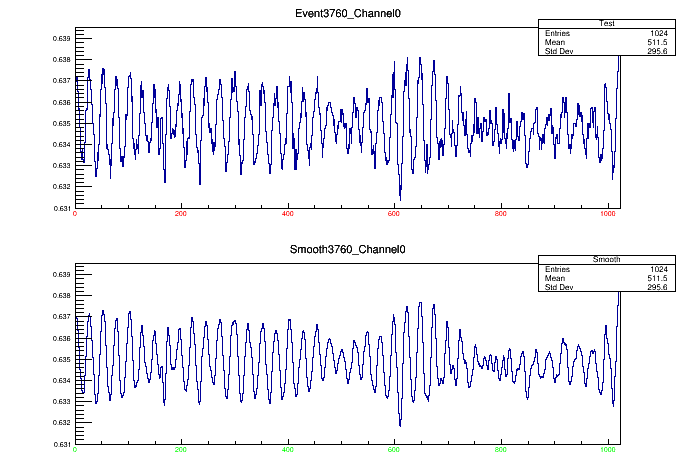 Event3760_Channel0
Test
Entries 1024
Mean 511.5
Std Dev 295.6
0.639
0.638
0.637
0.636
0.635
0.634
0.633
0.632
0.631
0 200 400 600 800 1000
Smooth3760_Channel0
Smooth
Entries 1024
Mean 511.5
Std Dev 295.6
0.639
0.638
0.637
0.636
0.635
0.634
0.633
0.632
0.631
0 200 400 600 800 1000